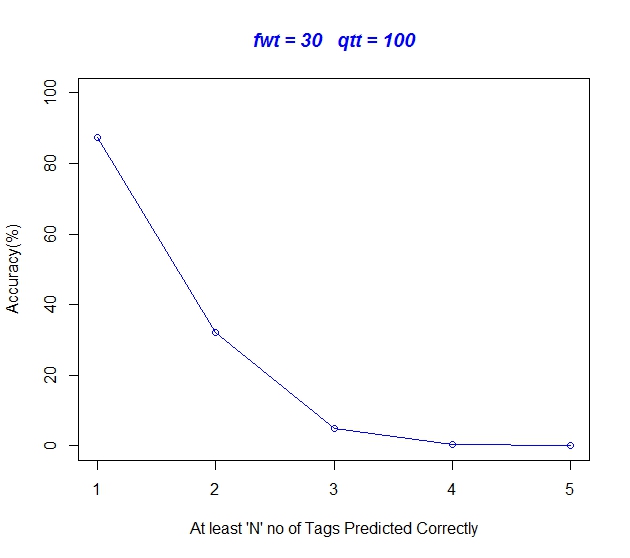 fwt = 30 qtt = 100
100
80
60
40
20
0
Accuracy(%)
1 2 3 4 5
At least 'N' no of Tags Predicted Correctly